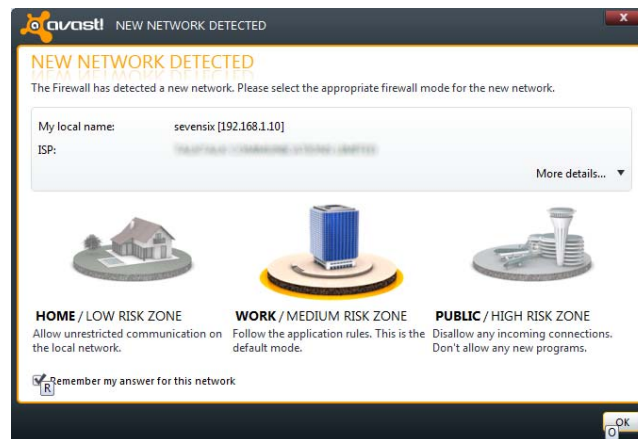 avast! NEW NETWORK DETECTED
NEW NETWORK DETECTED
The Firewall has detected a new network. Please select the appropriate firewall mode for the new network.
My local name: sevensix [192.168.1.10]
ISP:
More details...
HOME / LOW RISK ZONE
Allow unrestricted communication on
the local network.
WORK / MEDIUM RISK ZONE
Follow the application rules. This is the
default mode.
PUBLIC / HIGH RISK ZONE
Disallow any incoming connections.
Don't allow any new programs.
Remember my answer for this network
R
OK
O